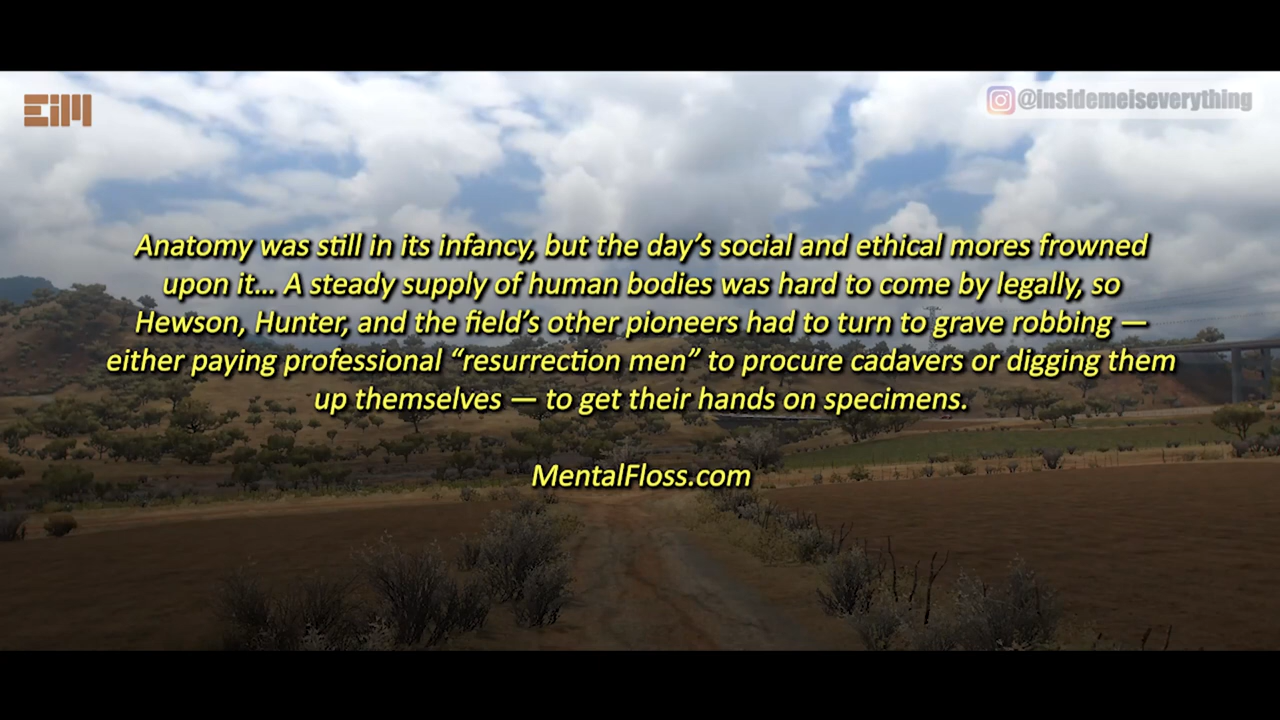 EiM
@insidemeiseverything
Anatomy was still in its infancy, but the day’s social and ethical mores frowned
upon it... A steady supply of human bodies was hard to come by legally, so
Hewson, Hunter, and the field’s other pioneers had to turn to grave robbing —
either paying professional “resurrection men” to procure cadavers or digging them
up themselves — to get their hands on specimens.
MentalFloss.com